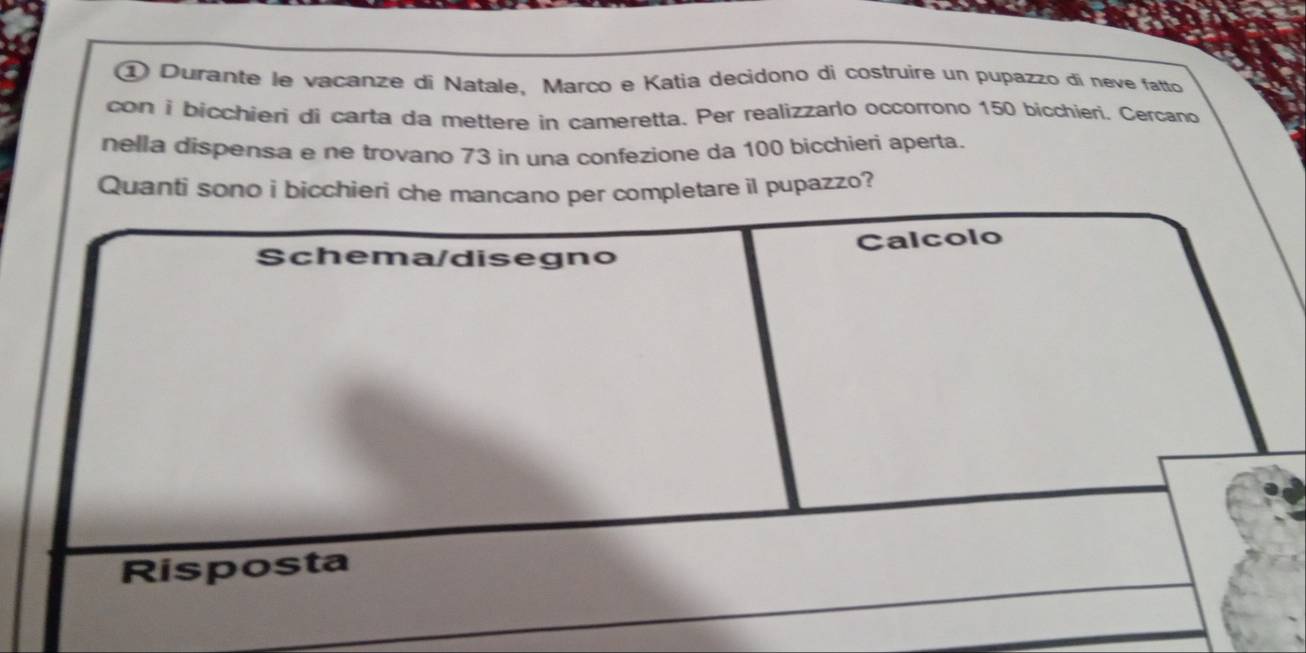 ① Durante le vacanze di Natale, Marco e Katia decidono di costruire un pupazzo di neve fatto
con i bicchieri di carta da mettere in cameretta. Per realizzarlo occorrono 150 bicchieri. Cercano
nella dispensa e ne trovano 73 in una confezione da 100 bicchieri aperta.
Quanti sono i bicchieri che mancano per completare il pupazzo?
Schema/disegno
Calcolo
Risposta